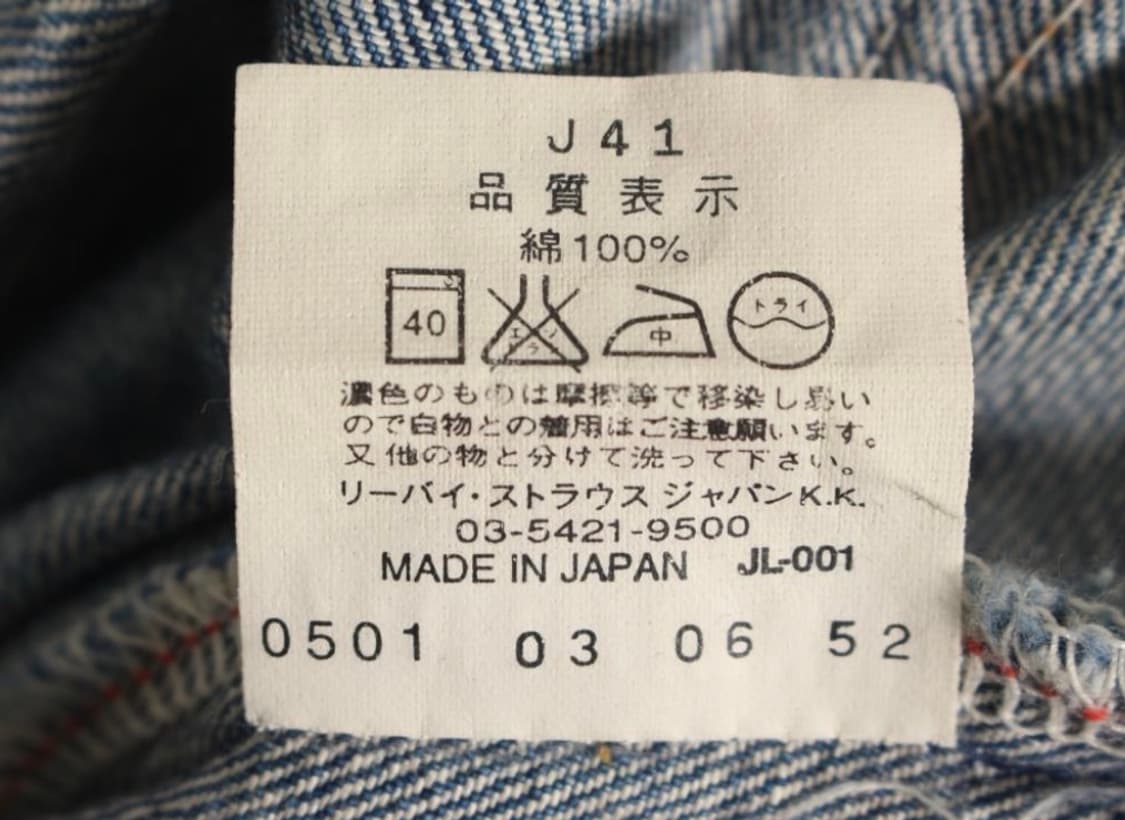 J41
品質表示
綿100%
40 エンソ ラ 中 ドライ
濃色のものは摩擦等で移染し易い
ので白物との着用はご注意願います。
又他の物と分けて洗って下さい。
リーバイ・ストラウス ジャパンK.K.
03-5421-9500
MADE IN JAPAN JL-001
0501 03 06 52